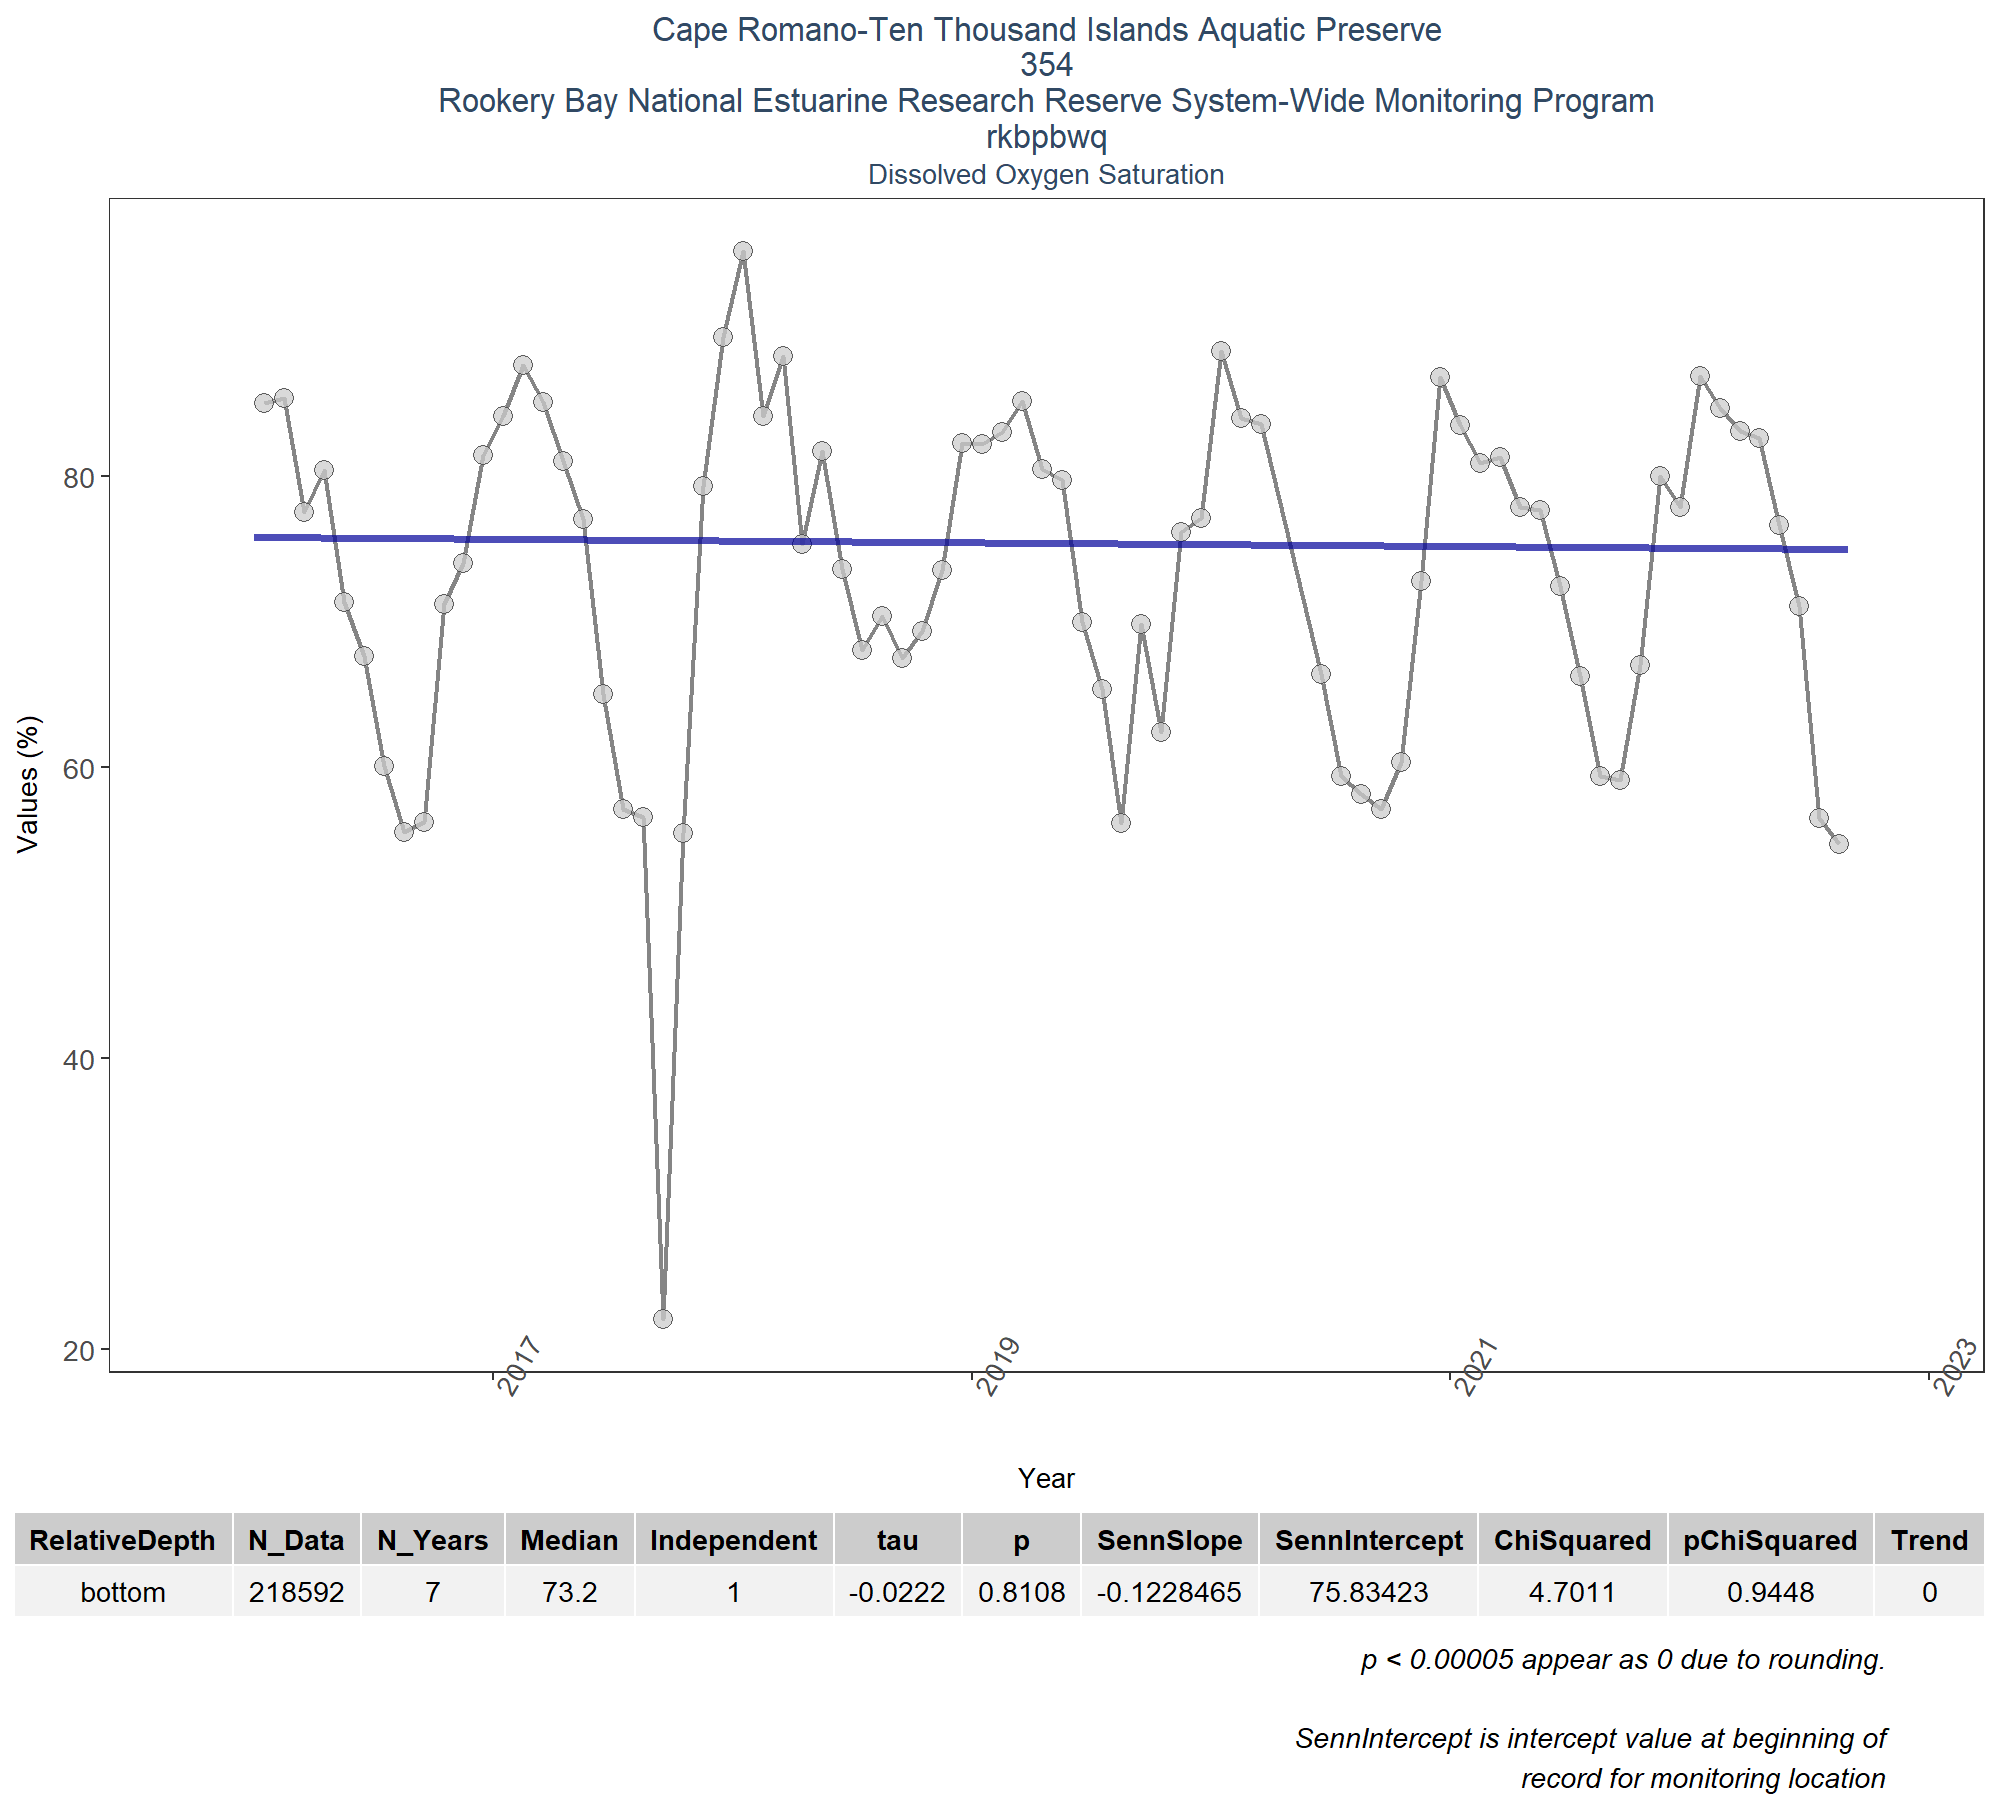 Cape Romano-Ten Thousand Islands Aquatic Preserve
354
Rookery Bay National Estuarine Research Reserve System-Wide Monitoring Program
rkbpbwq
Dissolved Oxygen Saturation
Values (%)
80
60
40
20
2017
2019
2021
2023
Year
RelativeDepth N_Data N_Years Median Independent tau p SennSlope SennIntercept ChiSquared pChiSquared Trend
bottom 218592 7 73.2 1 -0.0222 0.8108 -0.1228465 75.83423 4.7011 0.9448 0
p < 0.00005 appear as 0 due to rounding.
SennIntercept is intercept value at beginning of
record for monitoring location